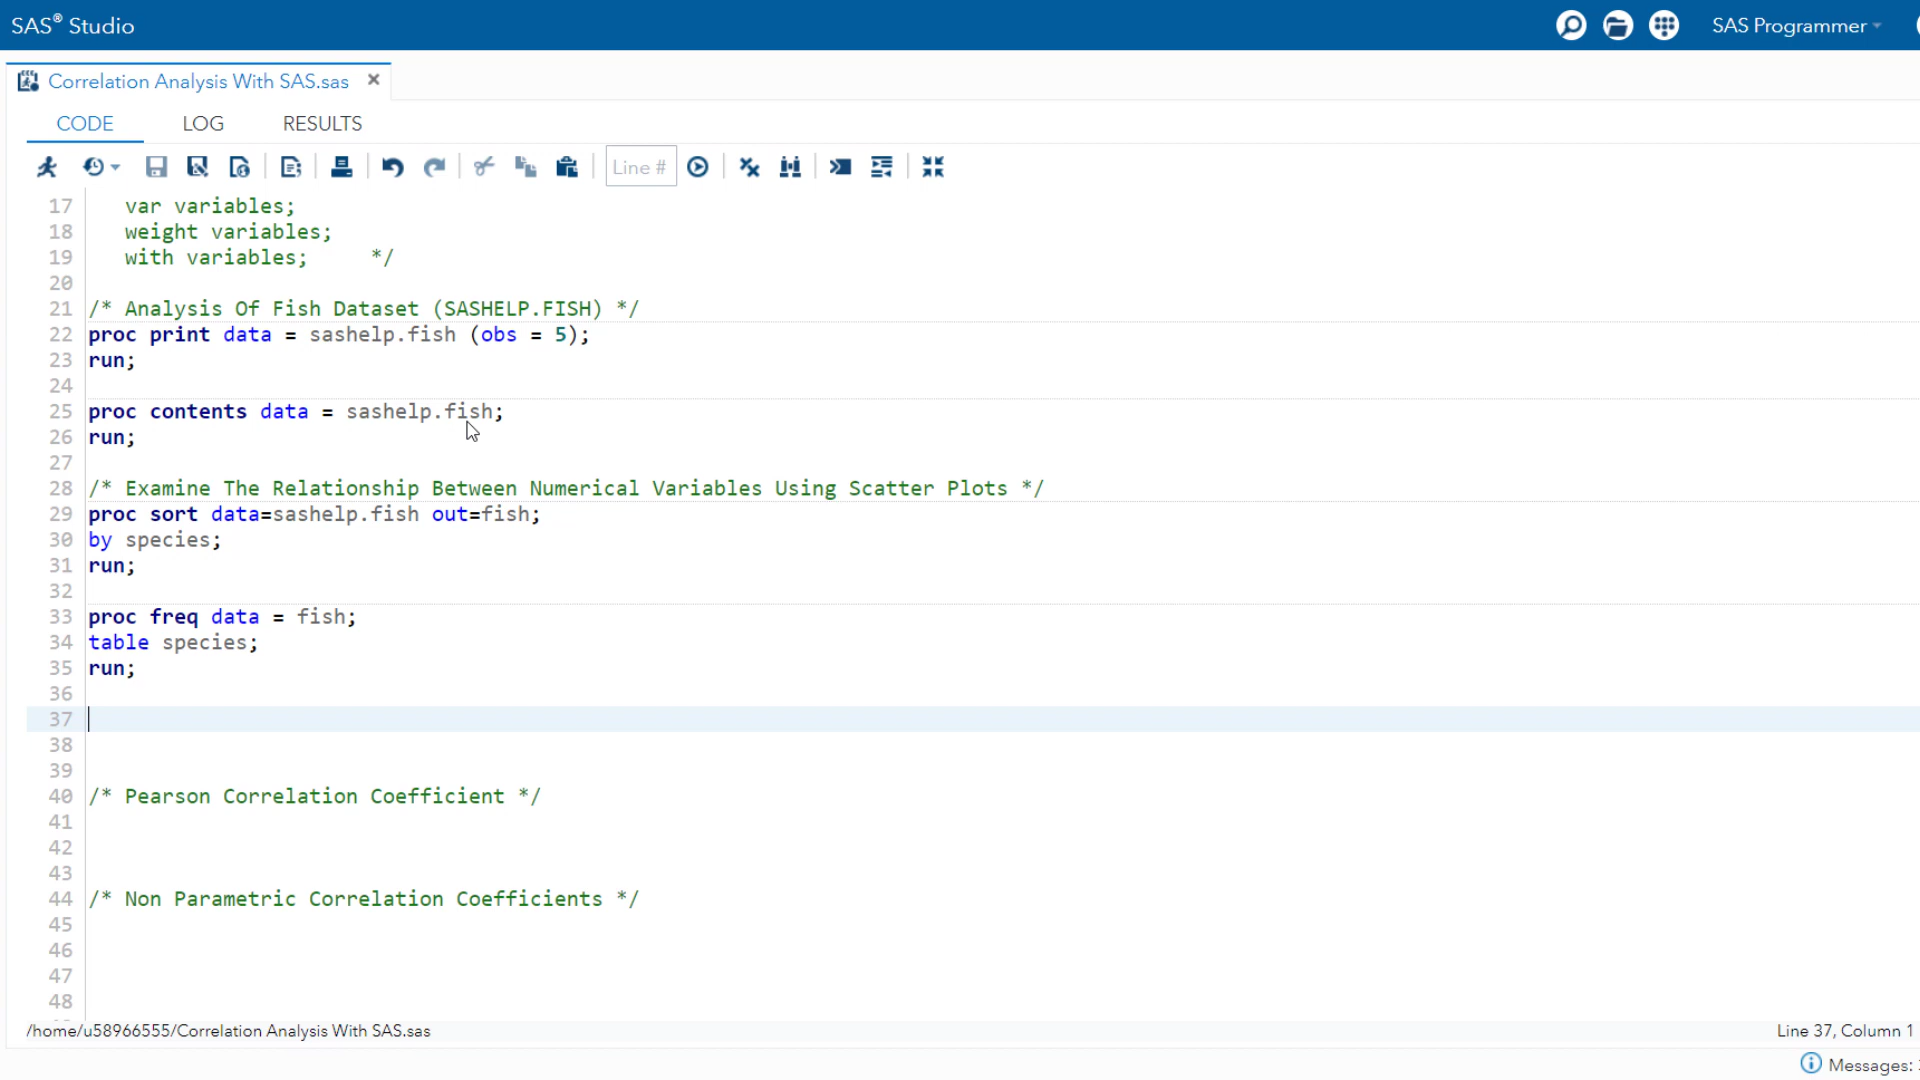 SAS® Studio
SAS Programmer
Correlation Analysis With SAS.sas
CODE LOG RESULTS
Line #
17 var variables;
18 weight variables;
19 with variables; */
20
21 /* Analysis Of Fish Dataset (SASHELP.FISH) */
22 proc print data = sashelp.fish (obs = 5);
23 run;
24
25 proc contents data = sashelp.fish;
26 run;
27
28 /* Examine The Relationship Between Numerical Variables Using Scatter Plots */
29 proc sort data=sashelp.fish out=fish;
30 by species;
31 run;
32
33 proc freq data = fish;
34 table species;
35 run;
36
37
38
39
40 /* Pearson Correlation Coefficient */
41
42
43
44 /* Non Parametric Correlation Coefficients */
45
46
47
48
/home/u58966555/Correlation Analysis With SAS.sas
Line 37, Column 1
Messages: